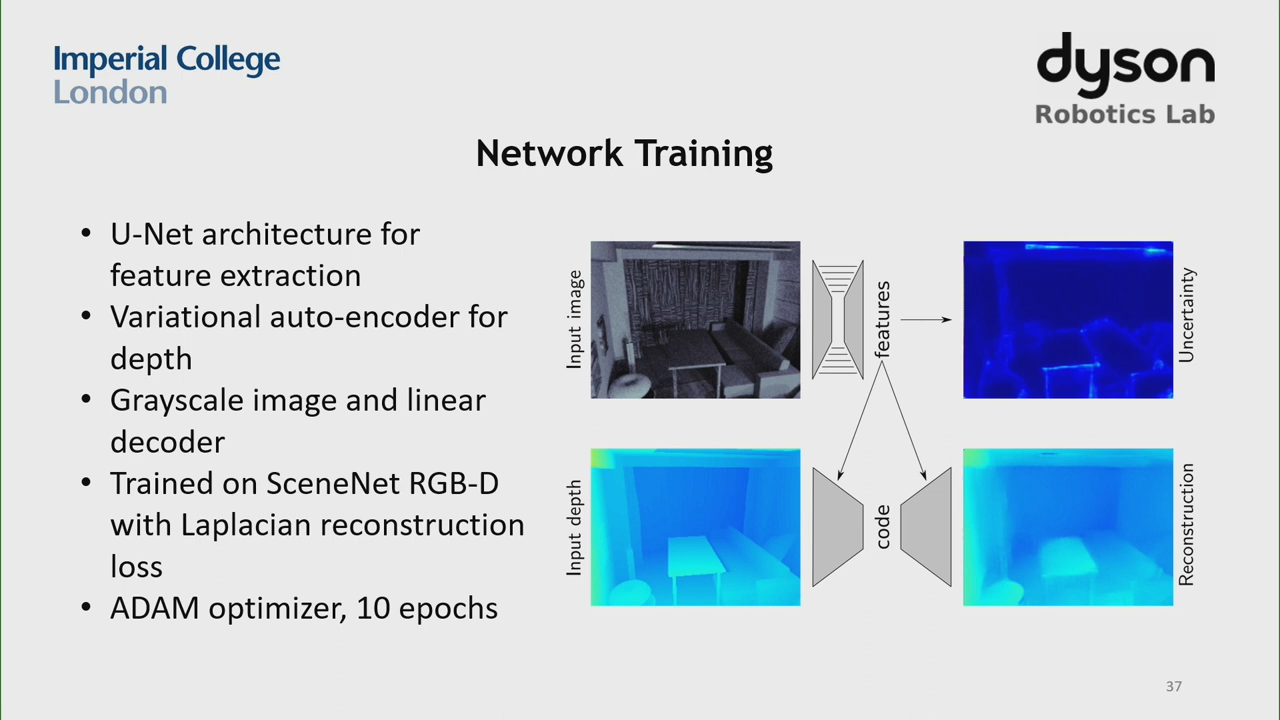 Imperial College
London
dyson
Robotics Lab
Network Training
• U-Net architecture for
feature extraction
• Variational auto-encoder for
depth
• Grayscale image and linear
decoder
• Trained on SceneNet RGB-D
with Laplacian reconstruction
loss
• ADAM optimizer, 10 epochs
Input image
features
Uncertainty
Input depth
code
Reconstruction
37